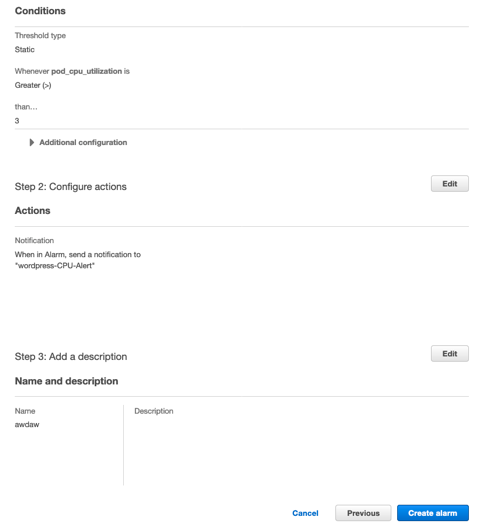 Conditions
Threshold type
Static
Whenever pod_cpu_utilization is
Greater (>)
than...
3
Additional configuration
Step 2: Configure actions
Edit
Actions
Notification
When in Alarm, send a notification to
"wordpress-CPU-Alert"
Step 3: Add a description
Edit
Name and description
Name
Description
awdaw
Cancel
Previous
Create alarm